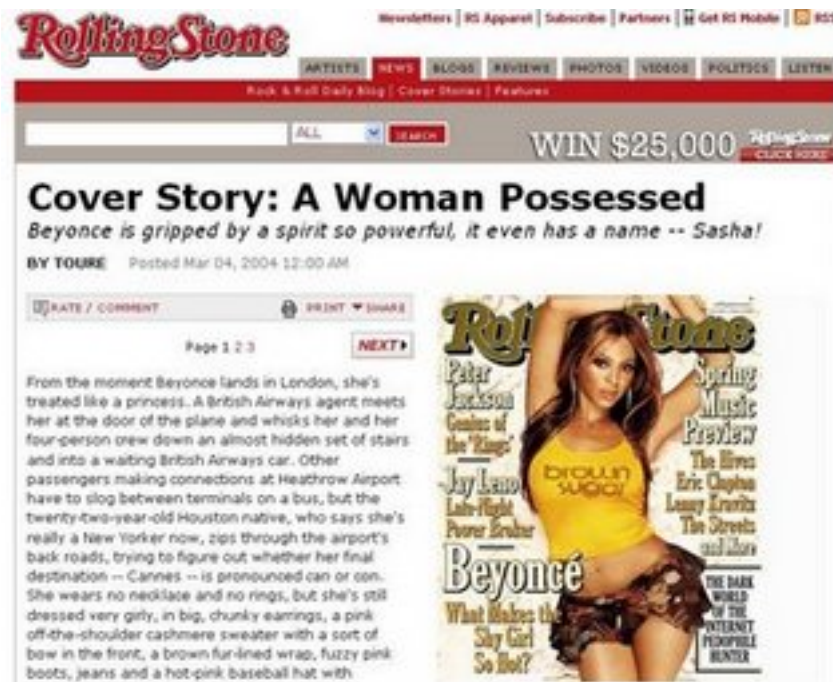 Newsletters | RS Apparel | Subscribe | Partners | Get RS Mobile | RSS
RollingStone
ARTISTS NEWS BLOGS REVIEWS PHOTOS VIDEOS POLITICS LISTEN
Rock & Roll Daily Blog | Cover Stories | Features
ALL SEARCH
WIN $25,000 RollingStone
CLICK HERE
Cover Story: A Woman Possessed
Beyonce is gripped by a spirit so powerful, it even has a name -- Sasha!
BY TOURE Posted Mar 04, 2004 12:00 AM
RATE / COMMENT PRINT SHARE
Page 1 2 3 NEXT
From the moment Beyonce lands in London, she's
treated like a princess. A British Airways agent meets
her at the door of the plane and whisks her and her
four-person crew down an almost hidden set of stairs
and into a waiting British Airways car. Other
passengers making connections at Heathrow Airport
have to slog between terminals on a bus, but the
twenty-two-year-old Houston native, who says she's
really a New Yorker now, zips through the airport's
back roads, trying to figure out whether her final
destination -- Cannes -- is pronounced can or con.
She wears no necklace and no rings, but she's still
dressed very girly, in big, chunky earrings, a pink
off-the-shoulder cashmere sweater with a sort of
bow in the front, a brown fur-lined wrap, fuzzy pink
boots, jeans and a hot-pink baseball hat with
Rolling Stone
Peter
Jackson
Genius of
the 'Rings'
Jay Leno
Late-Night
Power Broker
Beyoncé
What Makes the
Shy Girl
So Hot?
brown
sugar
Spring
Music
Preview
The Hives
Eric Clapton
Lenny Kravitz
The Streets
and More
THE DARK
WORLD
OF THE
INTERNET
PEDOPHILE
HUNTER